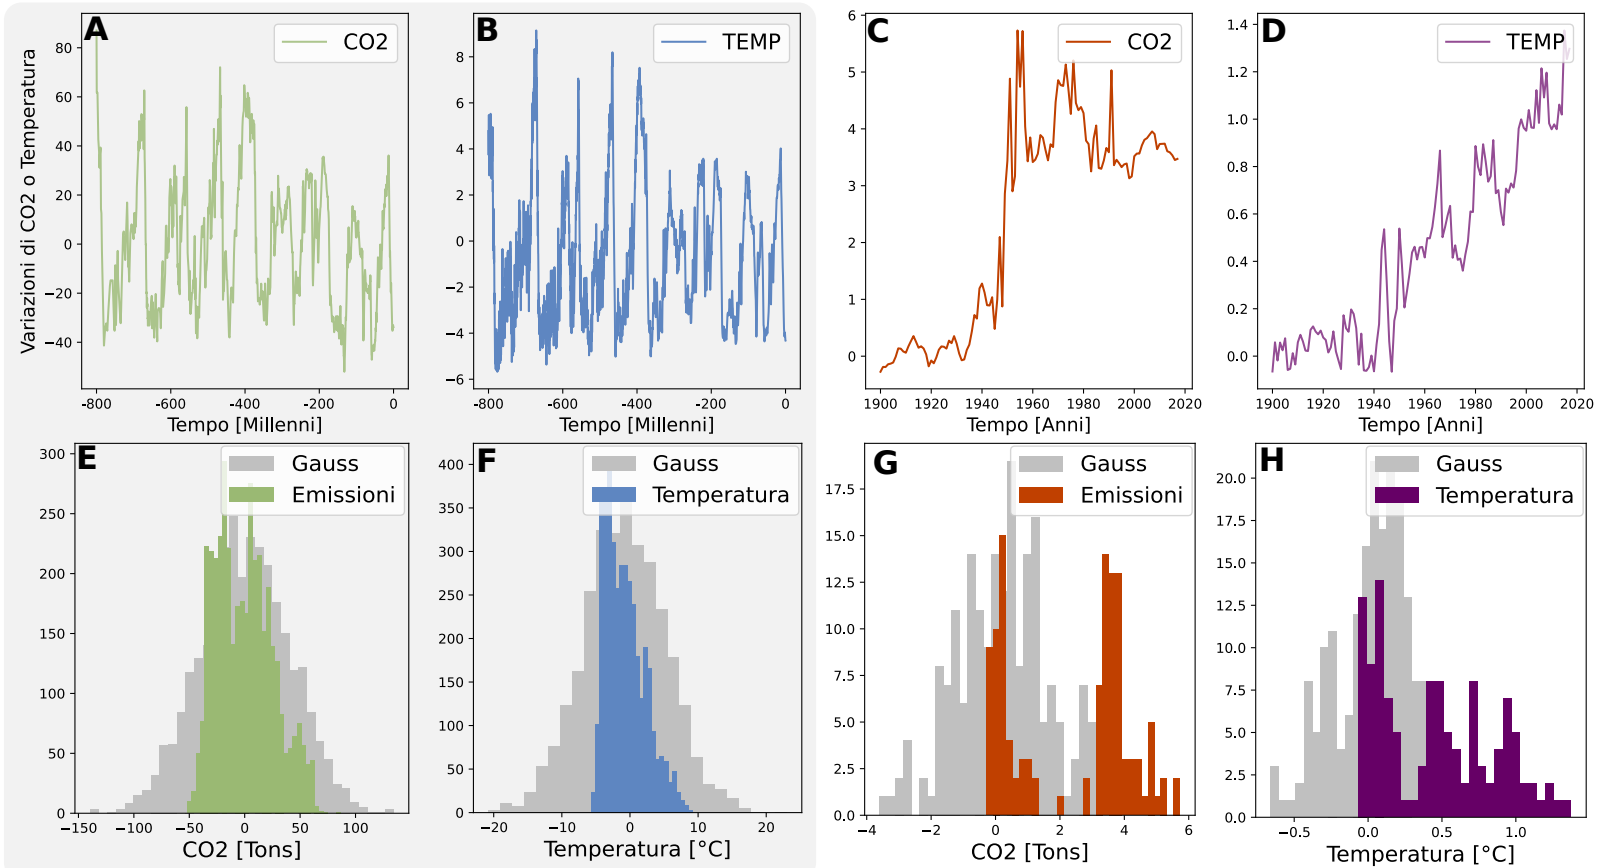 A
CO2
B
TEMP
C
CO2
D
TEMP
Variazioni di CO2 o Temperatura
80
60
40
20
0
−20
−40
-800 -600 -400 -200 0
Tempo [Millenni]
8
6
4
2
0
−2
−4
−6
-800 -600 -400 -200 0
Tempo [Millenni]
6
5
4
3
2
1
0
1900 1920 1940 1960 1980 2000 2020
Tempo [Anni]
1.4
1.2
1.0
0.8
0.6
0.4
0.2
0.0
1900 1920 1940 1960 1980 2000 2020
Tempo [Anni]
E
Gauss
Emissioni
300
250
200
150
100
50
0
−150 −100 −50 0 50 100
CO2 [Tons]
F
Gauss
Temperatura
400
350
300
250
200
150
100
50
0
−20 −10 0 10 20
Temperatura [°C]
G
Gauss
Emissioni
17.5
15.0
12.5
10.0
7.5
5.0
2.5
0.0
−4 −2 0 2 4 6
CO2 [Tons]
H
Gauss
Temperatura
20.0
17.5
15.0
12.5
10.0
7.5
5.0
2.5
0.0
−0.5 0.0 0.5 1.0
Temperatura [°C]